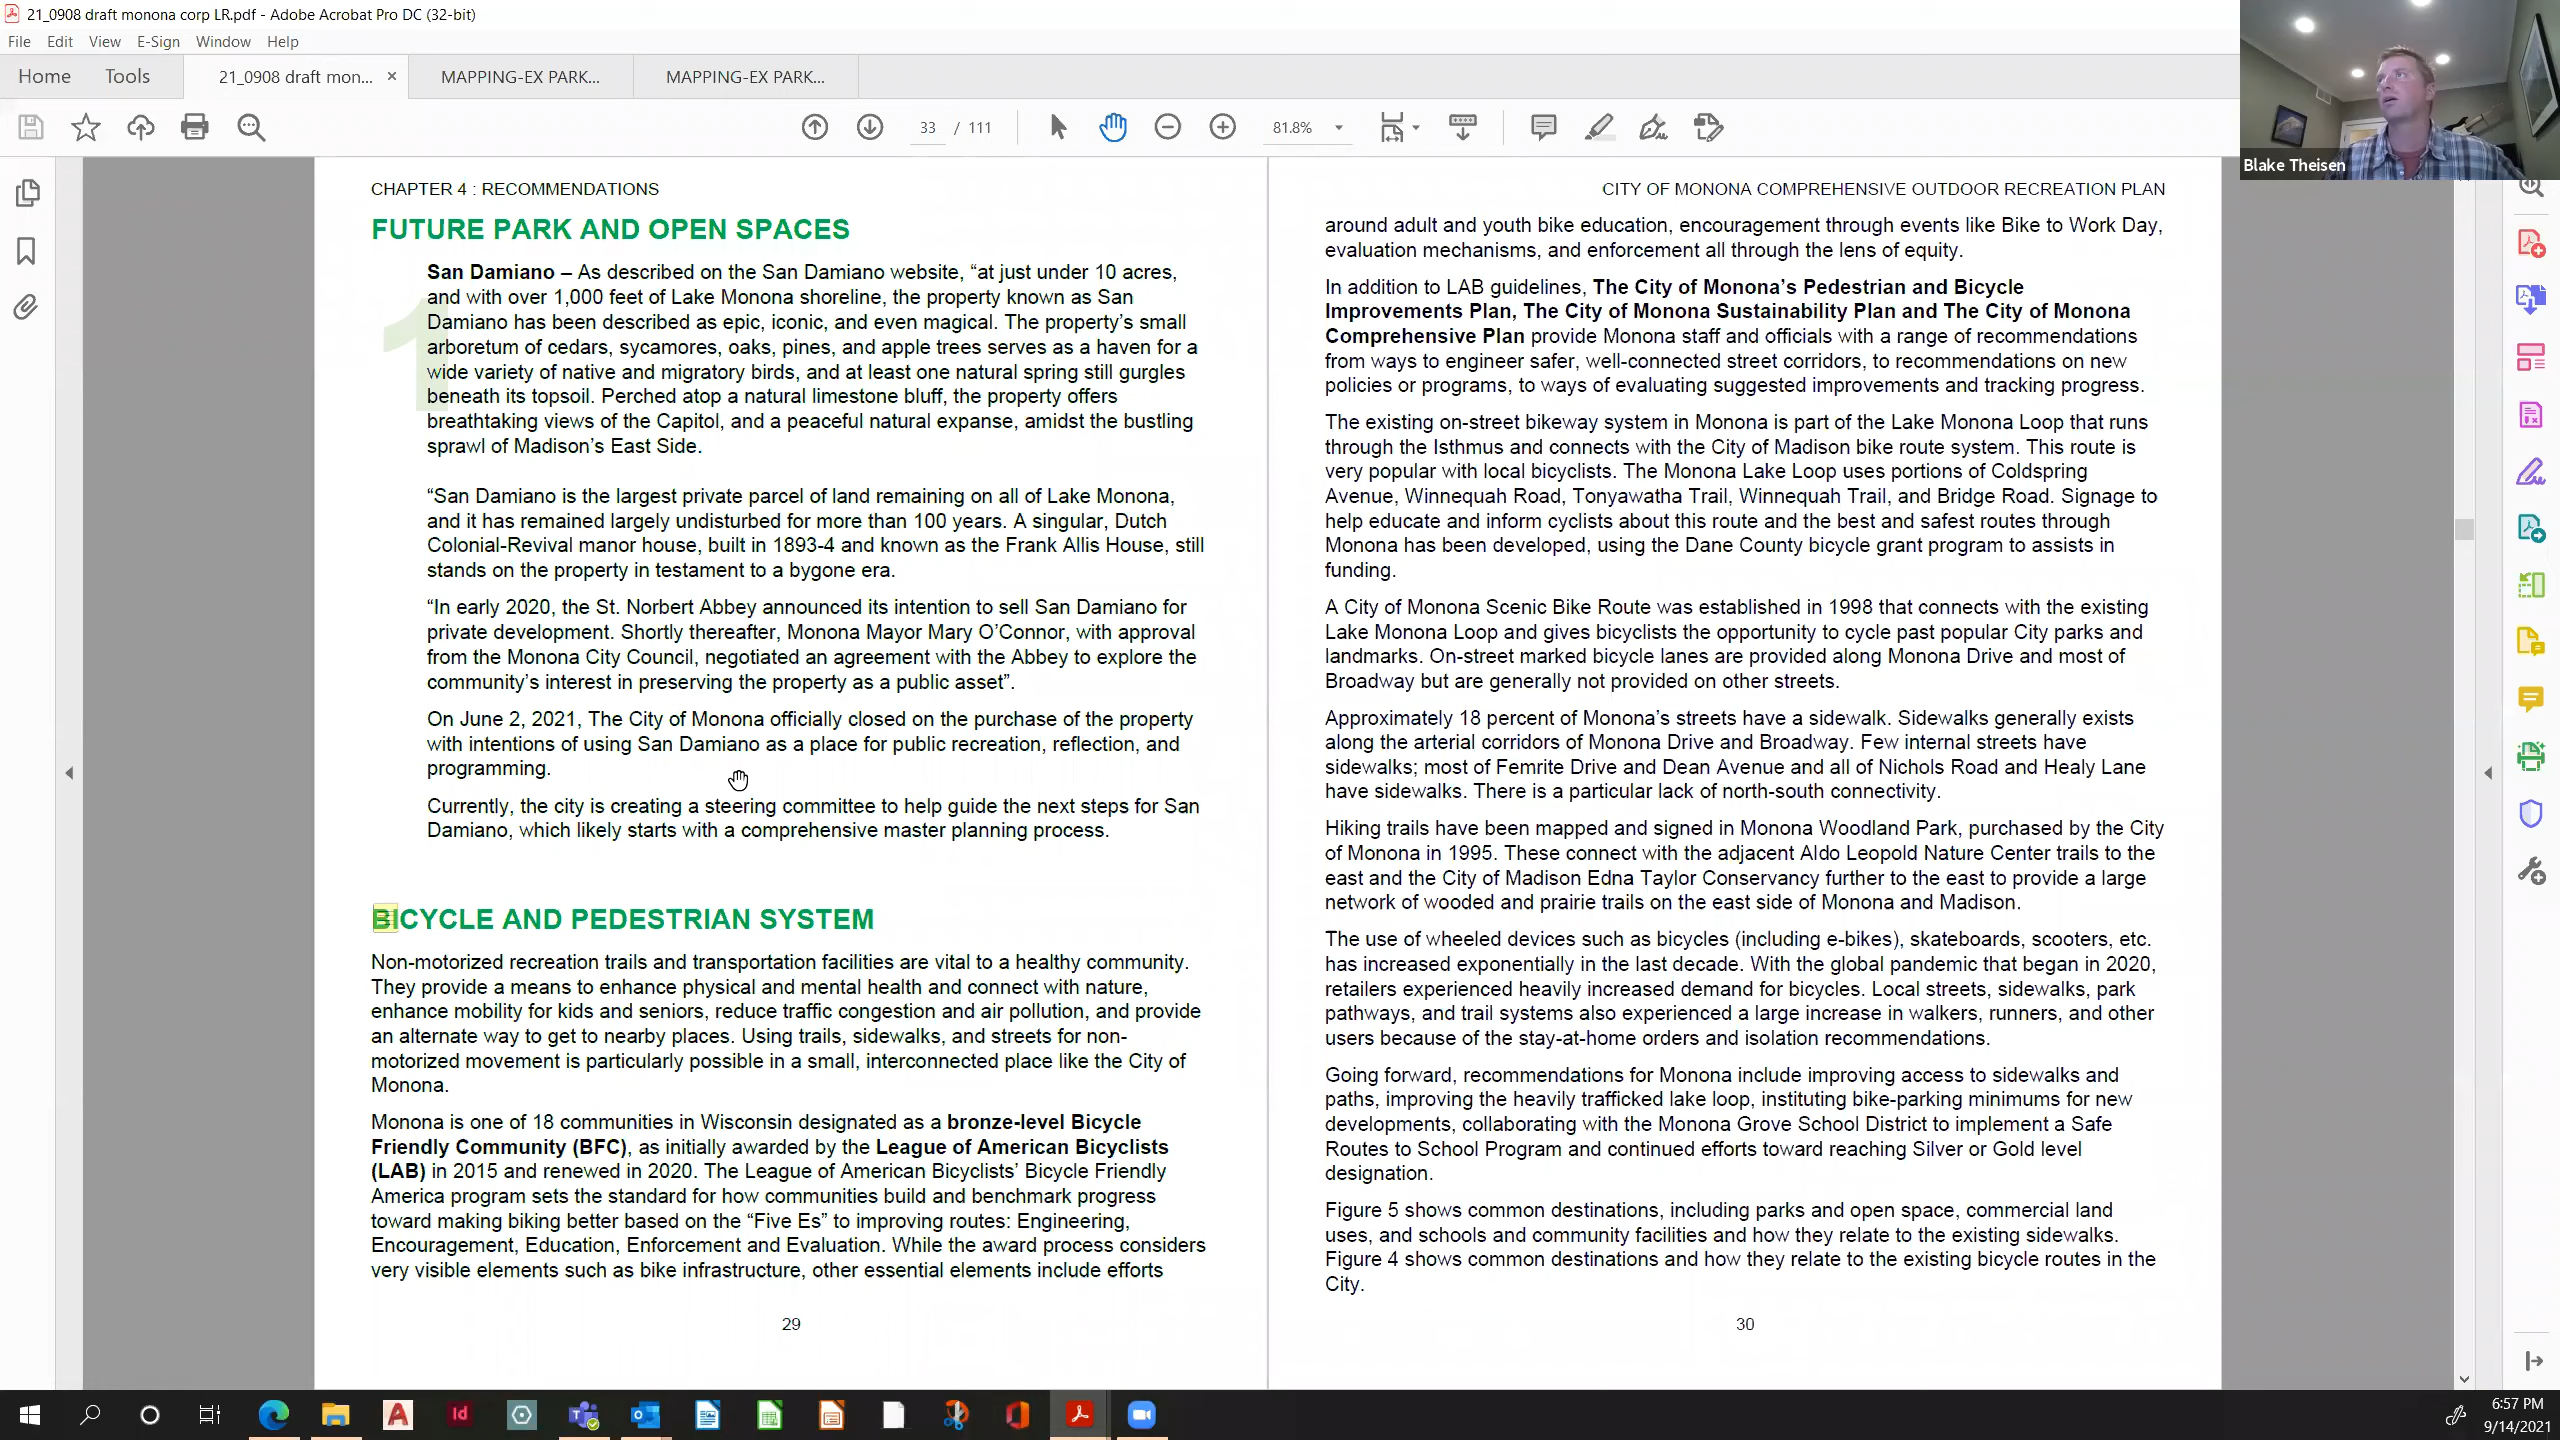 21_0908 draft monona corp LR.pdf - Adobe Acrobat Pro DC (32-bit)
File Edit View E-Sign Window Help
Home Tools 21_0908 draft mon... × MAPPING-EX PARK... MAPPING-EX PARK...
33 / 111 81.8%
Blake Theisen
CHAPTER 4 : RECOMMENDATIONS
FUTURE PARK AND OPEN SPACES
1
San Damiano – As described on the San Damiano website, “at just under 10 acres,
and with over 1,000 feet of Lake Monona shoreline, the property known as San
Damiano has been described as epic, iconic, and even magical. The property’s small
arboretum of cedars, sycamores, oaks, pines, and apple trees serves as a haven for a
wide variety of native and migratory birds, and at least one natural spring still gurgles
beneath its topsoil. Perched atop a natural limestone bluff, the property offers
breathtaking views of the Capitol, and a peaceful natural expanse, amidst the bustling
sprawl of Madison’s East Side.
“San Damiano is the largest private parcel of land remaining on all of Lake Monona,
and it has remained largely undisturbed for more than 100 years. A singular, Dutch
Colonial-Revival manor house, built in 1893-4 and known as the Frank Allis House, still
stands on the property in testament to a bygone era.
“In early 2020, the St. Norbert Abbey announced its intention to sell San Damiano for
private development. Shortly thereafter, Monona Mayor Mary O’Connor, with approval
from the Monona City Council, negotiated an agreement with the Abbey to explore the
community’s interest in preserving the property as a public asset”.
On June 2, 2021, The City of Monona officially closed on the purchase of the property
with intentions of using San Damiano as a place for public recreation, reflection, and
programming.
Currently, the city is creating a steering committee to help guide the next steps for San
Damiano, which likely starts with a comprehensive master planning process.
BICYCLE AND PEDESTRIAN SYSTEM
Non-motorized recreation trails and transportation facilities are vital to a healthy community.
They provide a means to enhance physical and mental health and connect with nature,
enhance mobility for kids and seniors, reduce traffic congestion and air pollution, and provide
an alternate way to get to nearby places. Using trails, sidewalks, and streets for non-
motorized movement is particularly possible in a small, interconnected place like the City of
Monona.
Monona is one of 18 communities in Wisconsin designated as a bronze-level Bicycle
Friendly Community (BFC), as initially awarded by the League of American Bicyclists
(LAB) in 2015 and renewed in 2020. The League of American Bicyclists’ Bicycle Friendly
America program sets the standard for how communities build and benchmark progress
toward making biking better based on the “Five Es” to improving routes: Engineering,
Encouragement, Education, Enforcement and Evaluation. While the award process considers
very visible elements such as bike infrastructure, other essential elements include efforts
29
CITY OF MONONA COMPREHENSIVE OUTDOOR RECREATION PLAN
around adult and youth bike education, encouragement through events like Bike to Work Day,
evaluation mechanisms, and enforcement all through the lens of equity.
In addition to LAB guidelines, The City of Monona’s Pedestrian and Bicycle
Improvements Plan, The City of Monona Sustainability Plan and The City of Monona
Comprehensive Plan provide Monona staff and officials with a range of recommendations
from ways to engineer safer, well-connected street corridors, to recommendations on new
policies or programs, to ways of evaluating suggested improvements and tracking progress.
The existing on-street bikeway system in Monona is part of the Lake Monona Loop that runs
through the Isthmus and connects with the City of Madison bike route system. This route is
very popular with local bicyclists. The Monona Lake Loop uses portions of Coldspring
Avenue, Winnequah Road, Tonyawatha Trail, Winnequah Trail, and Bridge Road. Signage to
help educate and inform cyclists about this route and the best and safest routes through
Monona has been developed, using the Dane County bicycle grant program to assists in
funding.
A City of Monona Scenic Bike Route was established in 1998 that connects with the existing
Lake Monona Loop and gives bicyclists the opportunity to cycle past popular City parks and
landmarks. On-street marked bicycle lanes are provided along Monona Drive and most of
Broadway but are generally not provided on other streets.
Approximately 18 percent of Monona’s streets have a sidewalk. Sidewalks generally exists
along the arterial corridors of Monona Drive and Broadway. Few internal streets have
sidewalks; most of Femrite Drive and Dean Avenue and all of Nichols Road and Healy Lane
have sidewalks. There is a particular lack of north-south connectivity.
Hiking trails have been mapped and signed in Monona Woodland Park, purchased by the City
of Monona in 1995. These connect with the adjacent Aldo Leopold Nature Center trails to the
east and the City of Madison Edna Taylor Conservancy further to the east to provide a large
network of wooded and prairie trails on the east side of Monona and Madison.
The use of wheeled devices such as bicycles (including e-bikes), skateboards, scooters, etc.
has increased exponentially in the last decade. With the global pandemic that began in 2020,
retailers experienced heavily increased demand for bicycles. Local streets, sidewalks, park
pathways, and trail systems also experienced a large increase in walkers, runners, and other
users because of the stay-at-home orders and isolation recommendations.
Going forward, recommendations for Monona include improving access to sidewalks and
paths, improving the heavily trafficked lake loop, instituting bike-parking minimums for new
developments, collaborating with the Monona Grove School District to implement a Safe
Routes to School Program and continued efforts toward reaching Silver or Gold level
designation.
Figure 5 shows common destinations, including parks and open space, commercial land
uses, and schools and community facilities and how they relate to the existing sidewalks.
Figure 4 shows common destinations and how they relate to the existing bicycle routes in the
City.
30
6:57 PM
9/14/2021